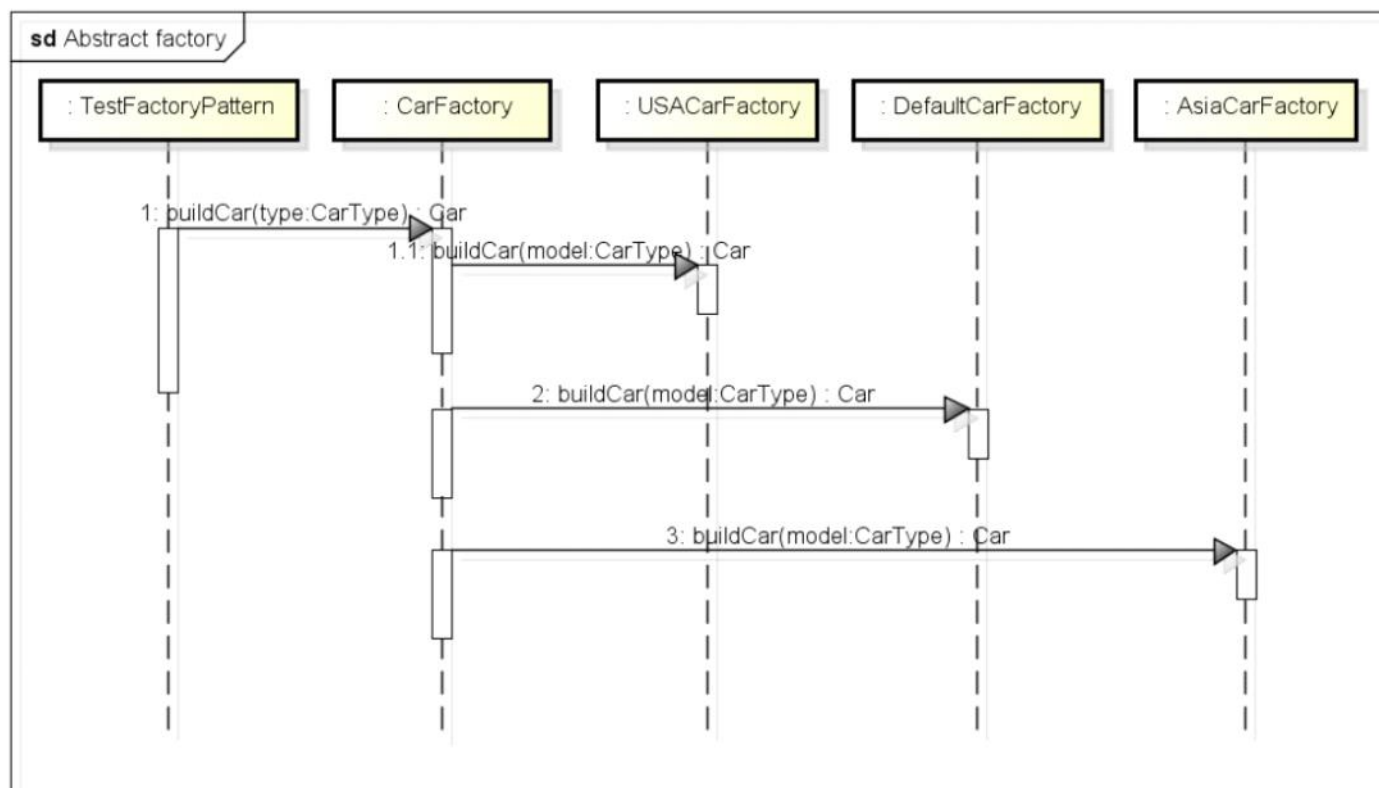 sd Abstract factory
: TestFactoryPattern
: CarFactory
: USACarFactory
: DefaultCarFactory
: AsiaCarFactory
1: buildCar(type:CarType) : Car
1.1: buildCar(model:CarType) : Car
2: buildCar(model:CarType) : Car
3: buildCar(model:CarType) : Car